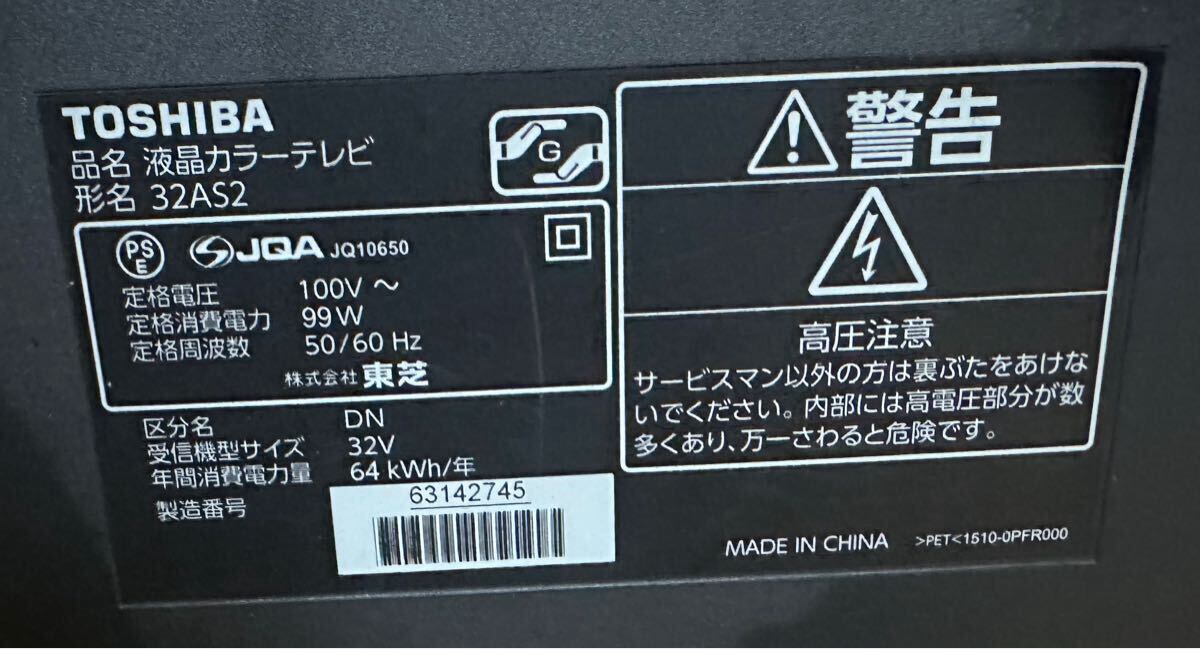 TOSHIBA
品名 液晶カラーテレビ
形名 32AS2
G
PS
E
JQA JQ10650
定格電圧 100V ～
定格消費電力 99W
定格周波数 50/60 Hz
株式会社 東芝
区分名 DN
受信機型サイズ 32V
年間消費電力量 64 kWh/年
製造番号 63142745
警告
高圧注意
サービスマン以外の方は裏ぶたをあけな
いでください。内部には高電圧部分が数
多くあり、万一さわると危険です。
MADE IN CHINA >PET<1510-0PFR000